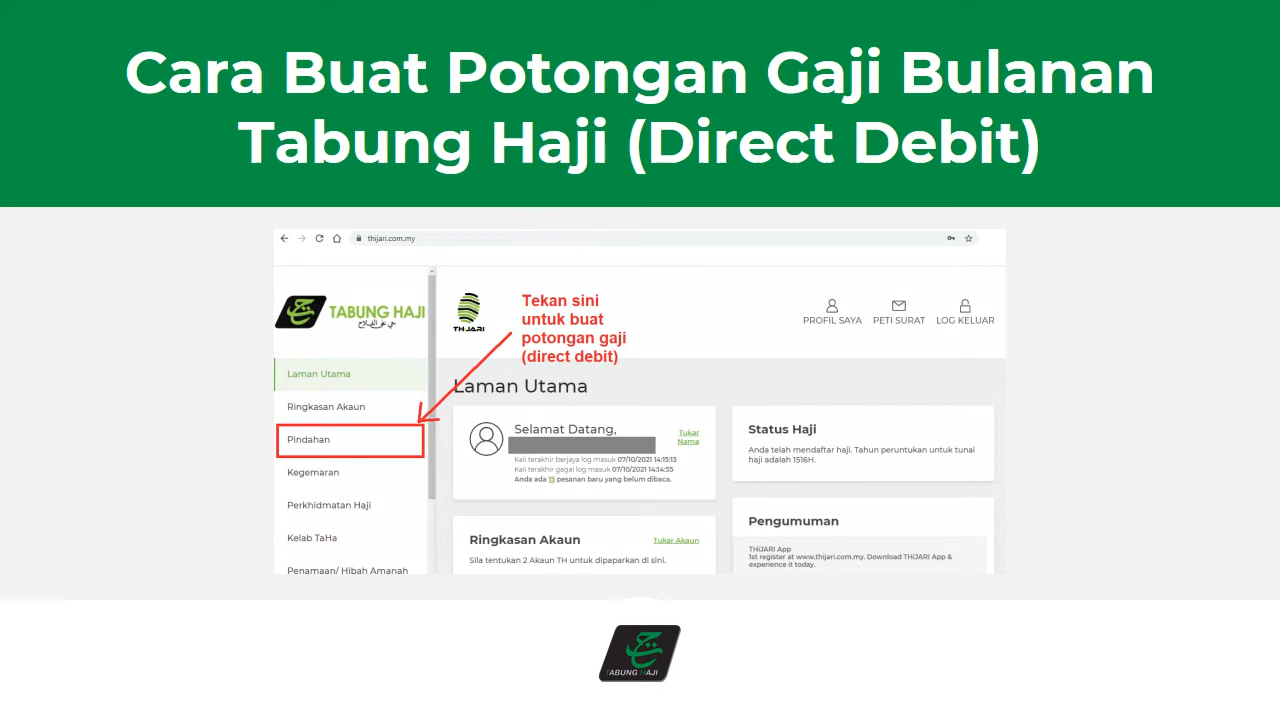 Cara Buat Potongan Gaji Bulanan
Tabung Haji (Direct Debit)
thijari.com.my
TABUNG HAJI
حي على الفلاح
THiJARI
Tekan sini
untuk buat
potongan gaji
(direct debit)
PROFIL SAYA
PETI SURAT
LOG KELUAR
Laman Utama
Ringkasan Akaun
Pindahan
Kegemaran
Perkhidmatan Haji
Kelab TaHa
Penamaan/ Hibah Amanah
Laman Utama
Selamat Datang,
Tukar
Nama
Kali terakhir berjaya log masuk 07/10/2021 14:15:13
Kali terakhir gagal log masuk 07/10/2021 14:14:55
Anda ada 15 pesanan baru yang belum dibaca.
Ringkasan Akaun
Tukar Akaun
Sila tentukan 2 Akaun TH untuk dipaparkan di sini.
Status Haji
Anda telah mendaftar haji. Tahun peruntukan untuk tunai
haji adalah 1516H.
Pengumuman
THiJARI App
1st register at www.thijari.com.my. Download THiJARI App &
experience it today.
TABUNG HAJI